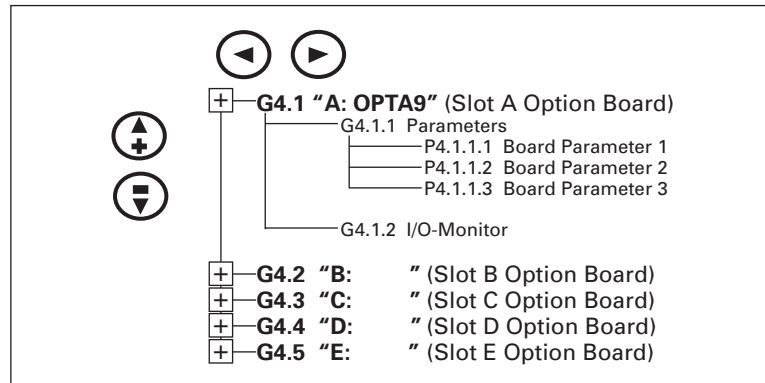 G4.1 “A: OPTA9” (Slot A Option Board)
G4.1.1 Parameters
P4.1.1.1 Board Parameter 1
P4.1.1.2 Board Parameter 2
P4.1.1.3 Board Parameter 3
G4.1.2 I/O-Monitor
G4.2 “B: ” (Slot B Option Board)
G4.3 “C: ” (Slot C Option Board)
G4.4 “D: ” (Slot D Option Board)
G4.5 “E: ” (Slot E Option Board)